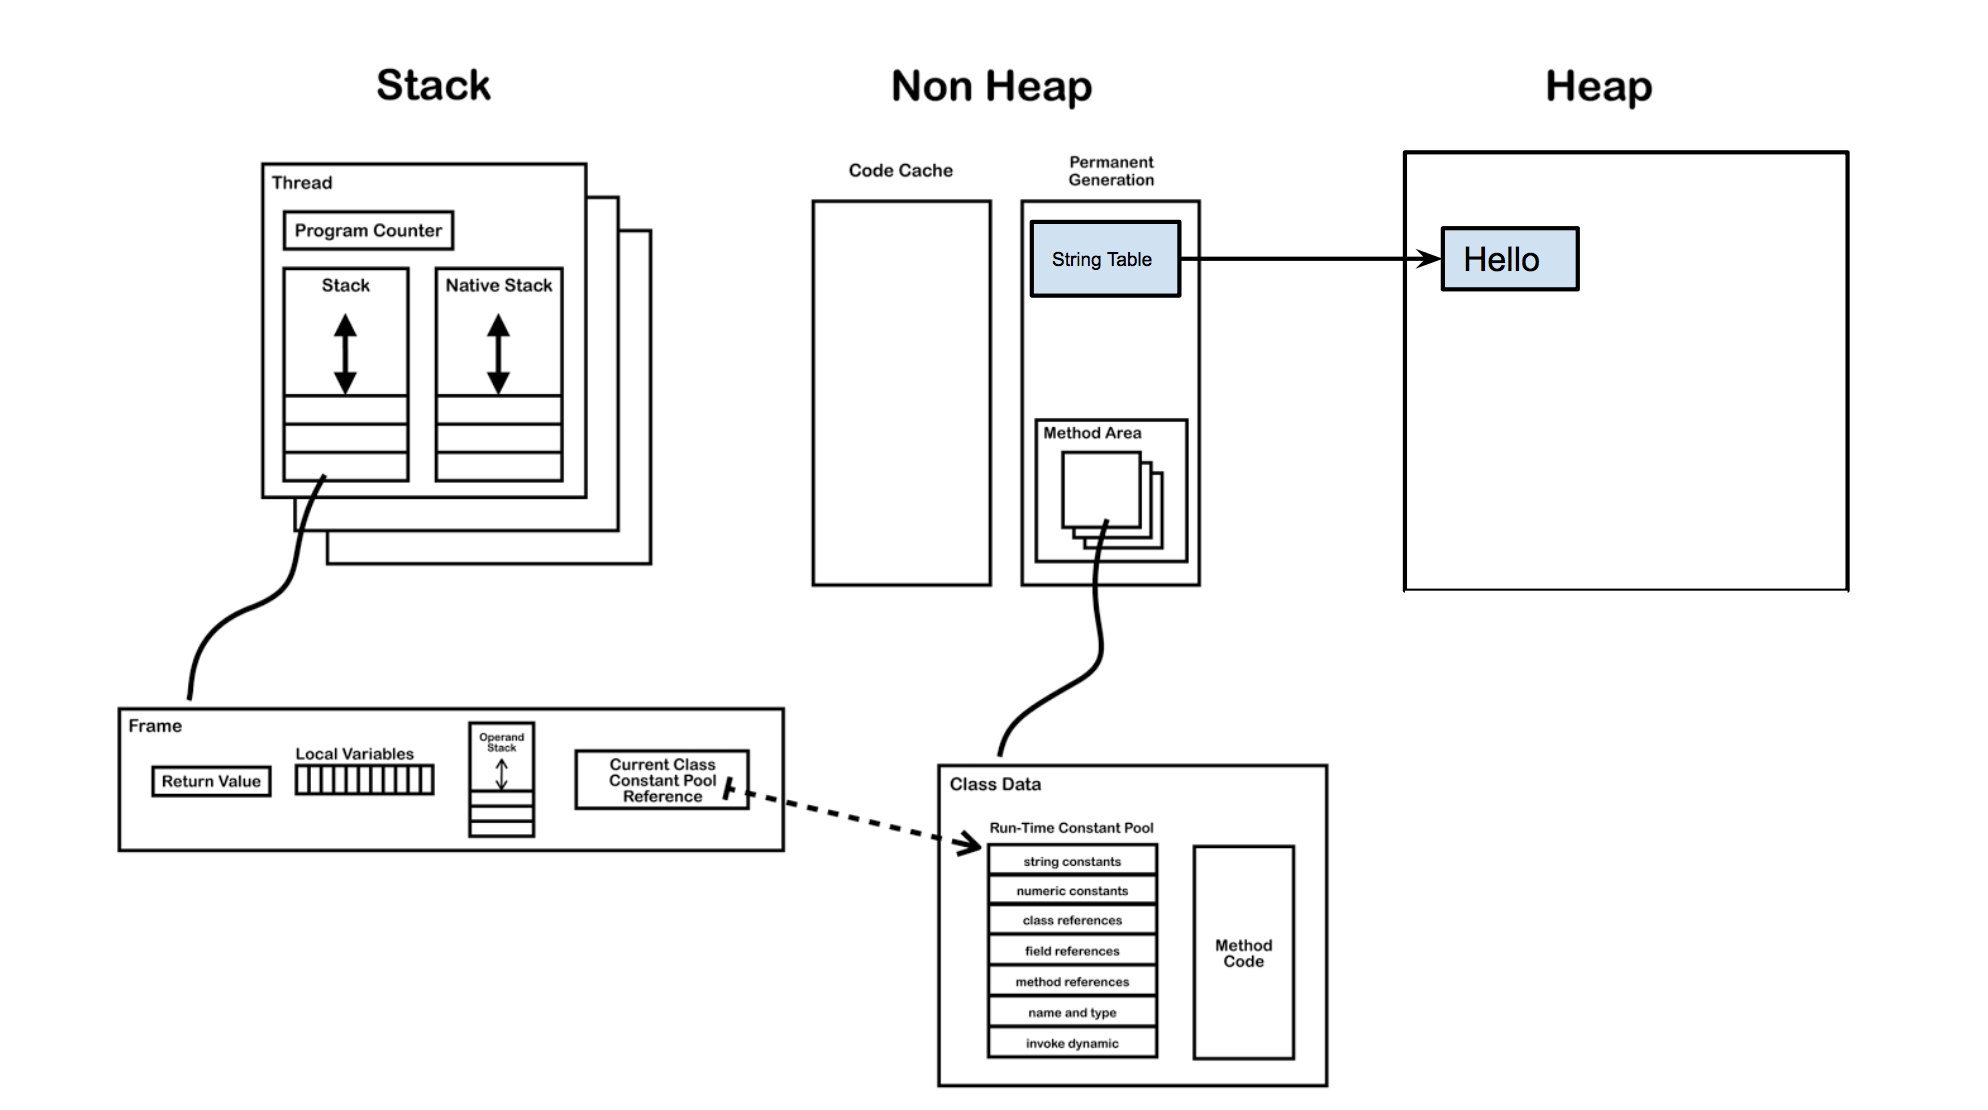 Stack
Non Heap
Heap
Thread
Program Counter
Stack
Native Stack
Code Cache
Permanent
Generation
String Table
Hello
Method Area
Frame
Return Value
Local Variables
Operand
Stack
Current Class
Constant Pool
Reference
Class Data
Run-Time Constant Pool
string constants
numeric constants
class references
field references
method references
name and type
invoke dynamic
Method
Code